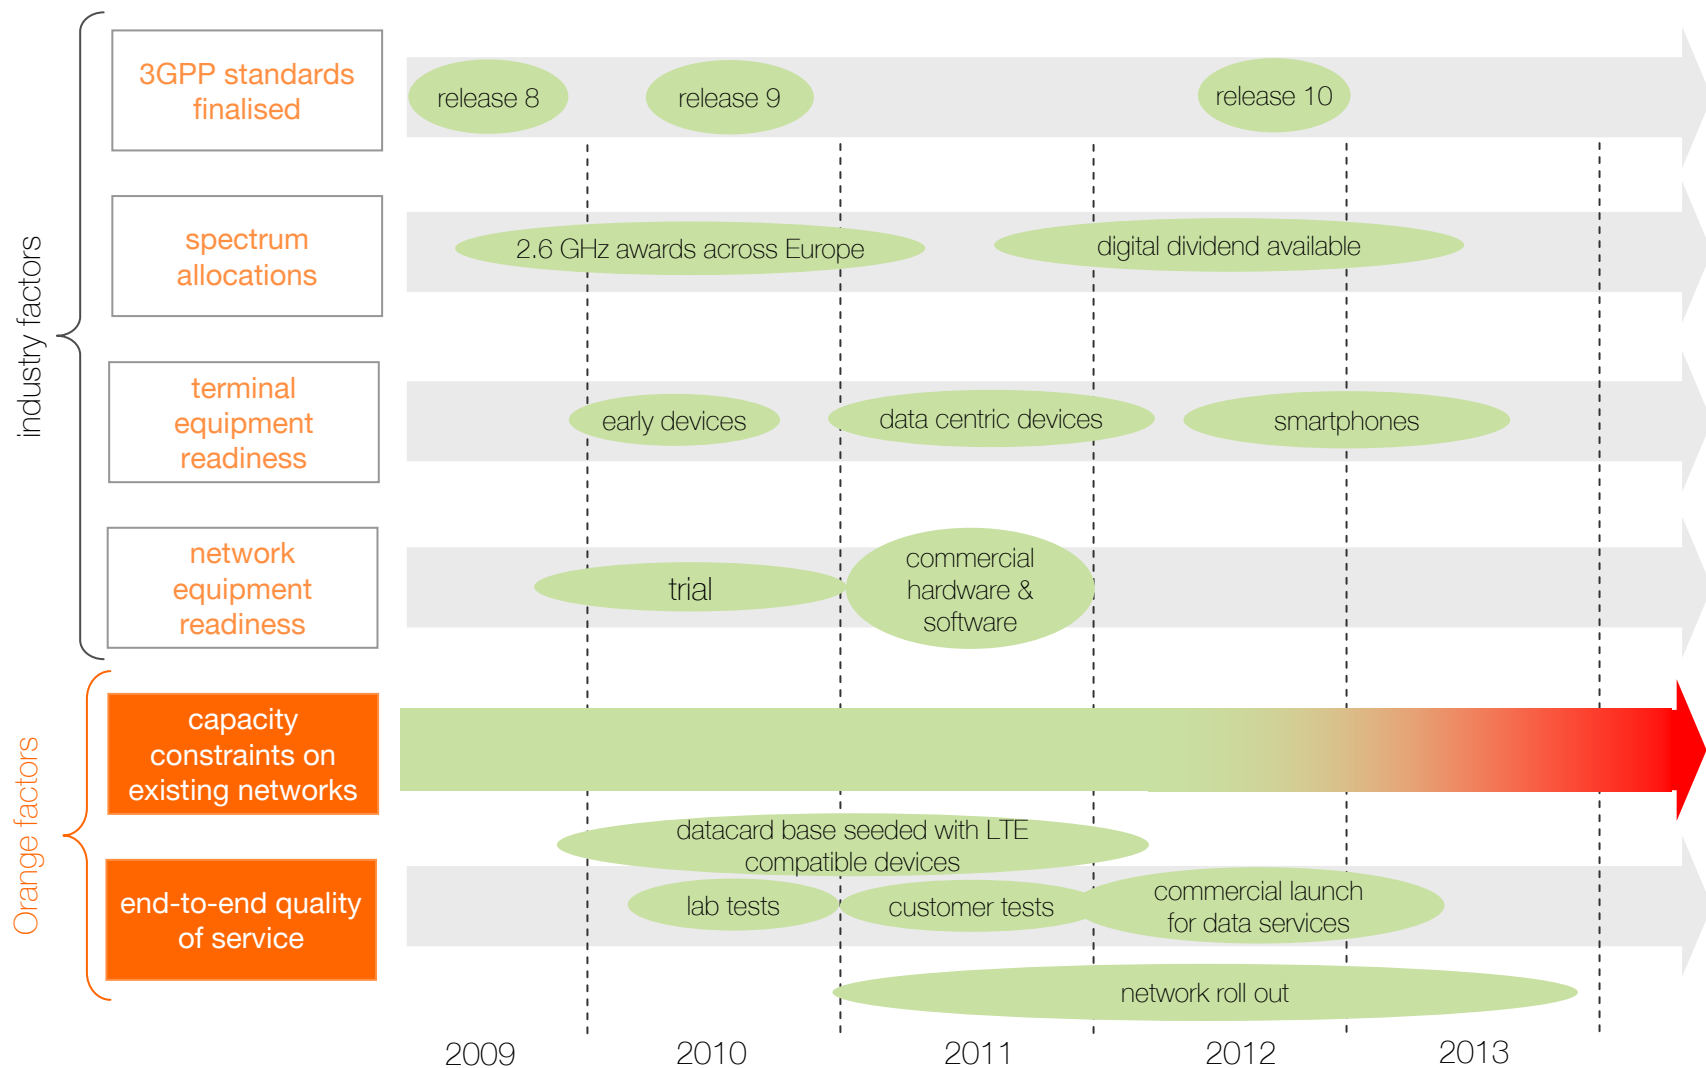 industry factors
3GPP standards
finalised
release 8
release 9
release 10
spectrum
allocations
2.6 GHz awards across Europe
digital dividend available
terminal
equipment
readiness
early devices
data centric devices
smartphones
network
equipment
readiness
trial
commercial
hardware &
software
Orange factors
capacity
constraints on
existing networks
datacard base seeded with LTE
compatible devices
end-to-end quality
of service
lab tests
customer tests
commercial launch
for data services
network roll out
2009
2010
2011
2012
2013